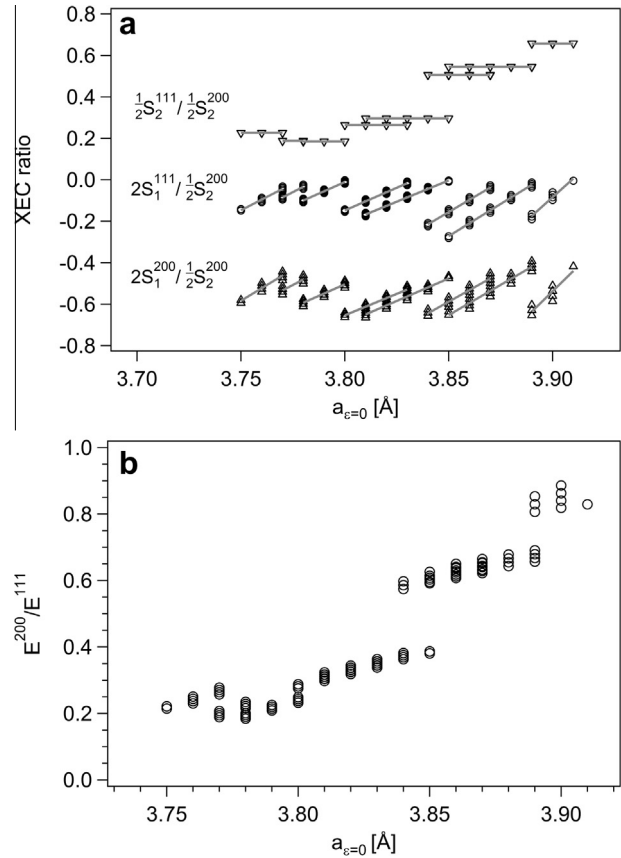 a
0.8
0.6
0.4
0.2
0.0
-0.2
-0.4
-0.6
-0.8
XEC ratio
½S₂¹¹¹/½S₂²⁰⁰
2S₁¹¹¹/½S₂²⁰⁰
2S₁²⁰⁰/½S₂²⁰⁰
3.70 3.75 3.80 3.85 3.90
aε=0 [Å]
b
1.0
0.8
0.6
0.4
0.2
0.0
E²⁰⁰/E¹¹¹
3.75 3.80 3.85 3.90
aε=0 [Å]